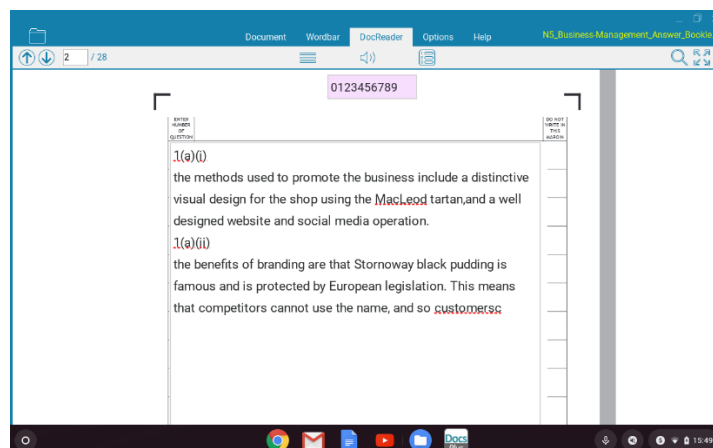 Document Wordbar DocReader Options Help N5_Business-Management_Answer_Bookle
2 / 28
0123456789
ENTER NUMBER OF QUESTION
DO NOT WRITE IN THIS MARGIN
1(a)(i)
the methods used to promote the business include a distinctive
visual design for the shop using the MacLeod tartan,and a well
designed website and social media operation.
1(a)(ii)
the benefits of branding are that Stornoway black pudding is
famous and is protected by European legislation. This means
that competitors cannot use the name, and so customersc
Docs
Plus
15:49